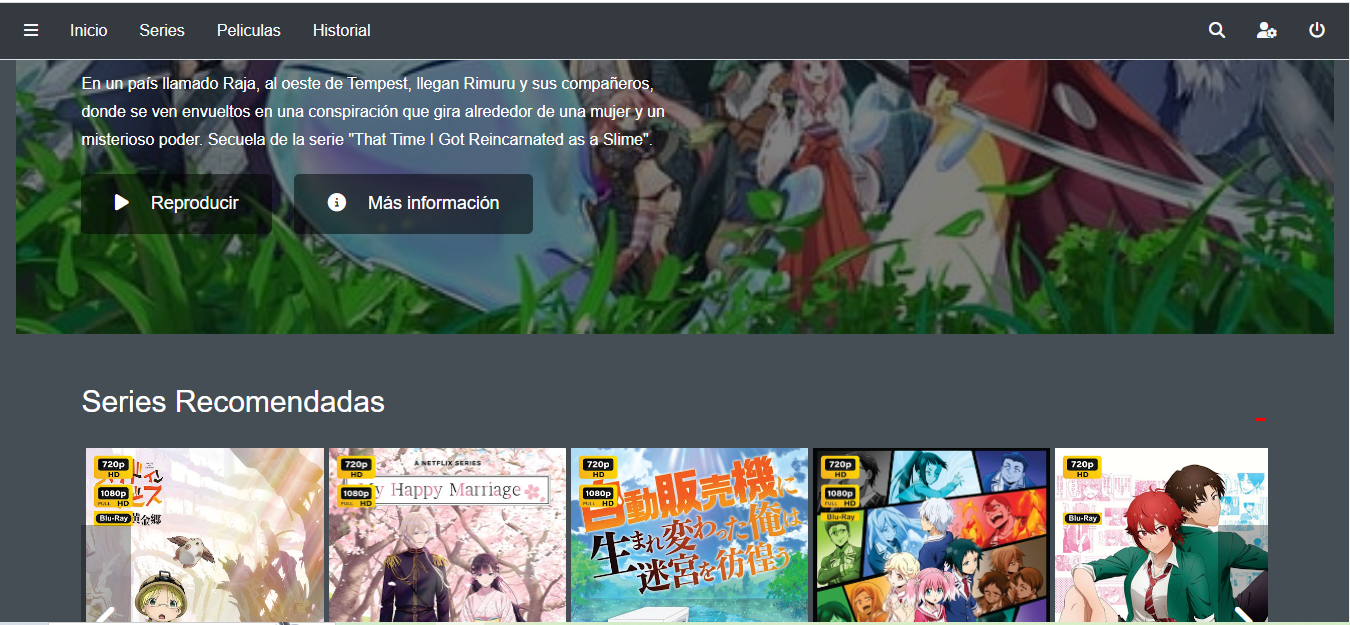 Inicio
Series
Peliculas
Historial
En un país llamado Raja, al oeste de Tempest, llegan Rimuru y sus compañeros,
donde se ven envueltos en una conspiración que gira alrededor de una mujer y un
misterioso poder. Secuela de la serie "That Time I Got Reincarnated as a Slime".
Reproducir
Más información
Series Recomendadas
720p
HD
1080p
FULL HD
Blu-Ray
黄金郷
720p
HD
1080p
FULL HD
A NETFLIX SERIES
y Happy Marriage
720p
HD
1080p
FULL HD
自動販売機に
生まれ変わった俺は
迷宮を彷徨う
720p
HD
1080p
FULL HD
Blu-Ray
720p
HD
Blu-Ray